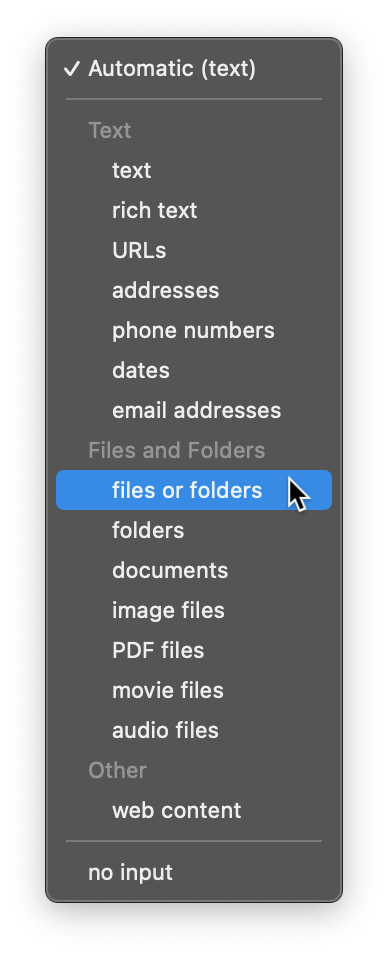 ✓ Automatic (text)
Text
text
rich text
URLs
addresses
phone numbers
dates
email addresses
Files and Folders
files or folders
folders
documents
image files
PDF files
movie files
audio files
Other
web content
no input